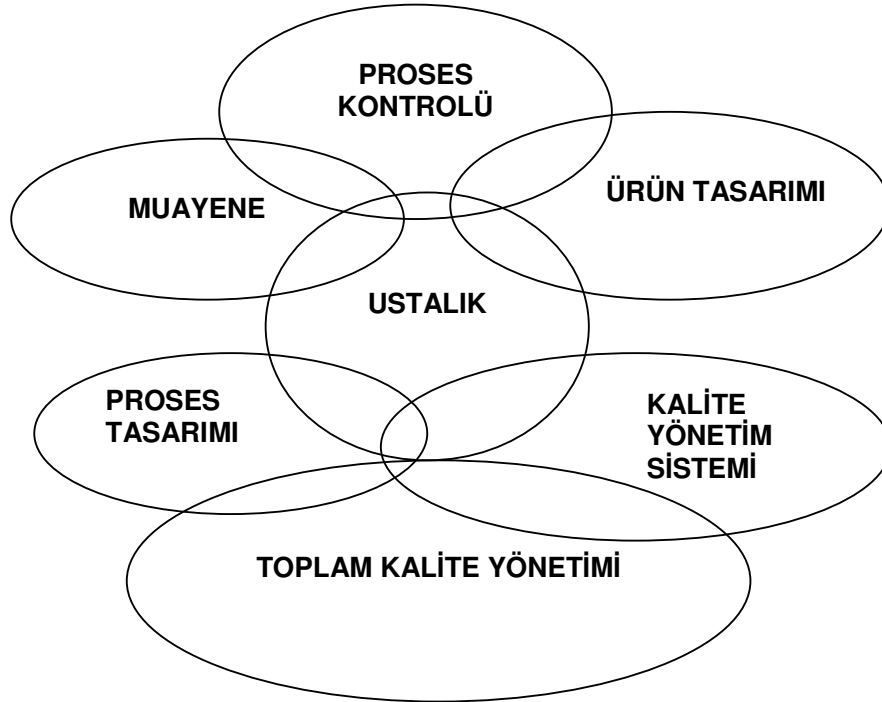 PROSES
KONTROLÜ
MUAYENE
ÜRÜN TASARIMI
USTALIK
PROSES
TASARIMI
KALİTE
YÖNETİM
SİSTEMİ
TOPLAM KALİTE YÖNETİMİ